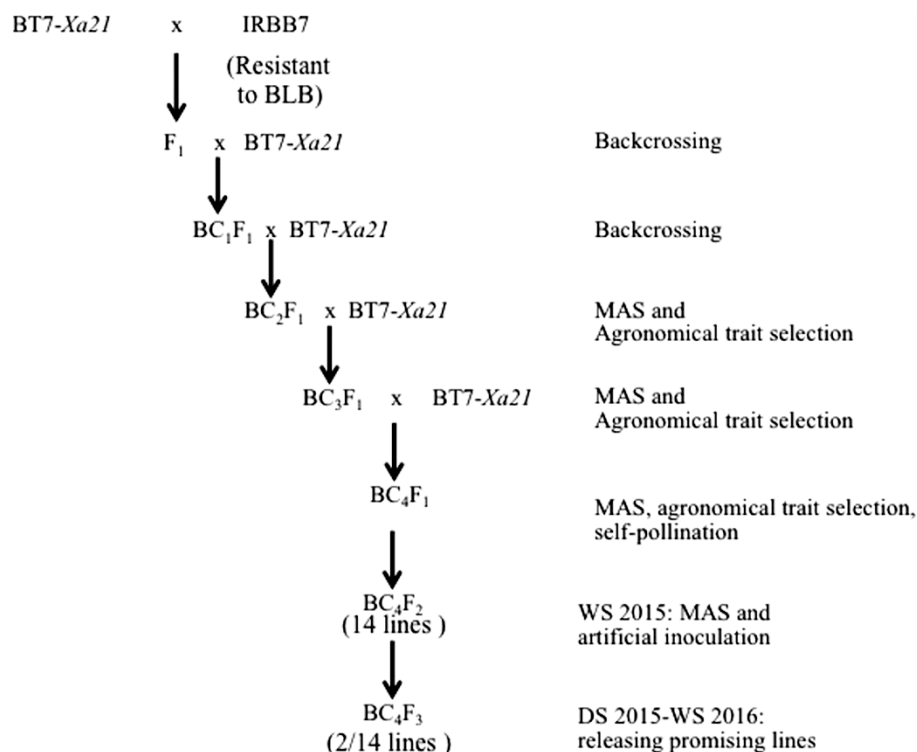 BT7-Xa21 x IRBB7
(Resistant
to BLB)
F₁ x BT7-Xa21 Backcrossing
BC₁F₁ x BT7-Xa21 Backcrossing
BC₂F₁ x BT7-Xa21 MAS and
Agronomical trait selection
BC₃F₁ x BT7-Xa21 MAS and
Agronomical trait selection
BC₄F₁
MAS, agronomical trait selection,
self-pollination
BC₄F₂
(14 lines )
WS 2015: MAS and
artificial inoculation
BC₄F₃
(2/14 lines )
DS 2015-WS 2016:
releasing promising lines